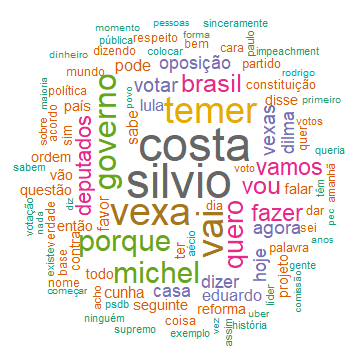 momento pessoas sinceramente
pública respeito forma paulo
dizendo bem cara impeachment
dinheiro colocar rodrigo
mundo pode oposição partido
política votar brasil constituição
maioria povo lula disse primeiro
sobre acordo país temer votos
sim sabe vexas dilma quer
ordem deputados governo costa queria
sabem vão silvio vamos voto têm amanhã
questão diz vou falar pec
votação nada então favor vexa vai dia quero fazer dar anos
existe verdade contra porque aécio agora sei
base ter hoje palavra
todo michel dizer projeto gente
nome acho cunha casa eduardo líder comissão
começar psdb seguinte reforma
ninguém coisa vez uber
supremo exemplo assim história